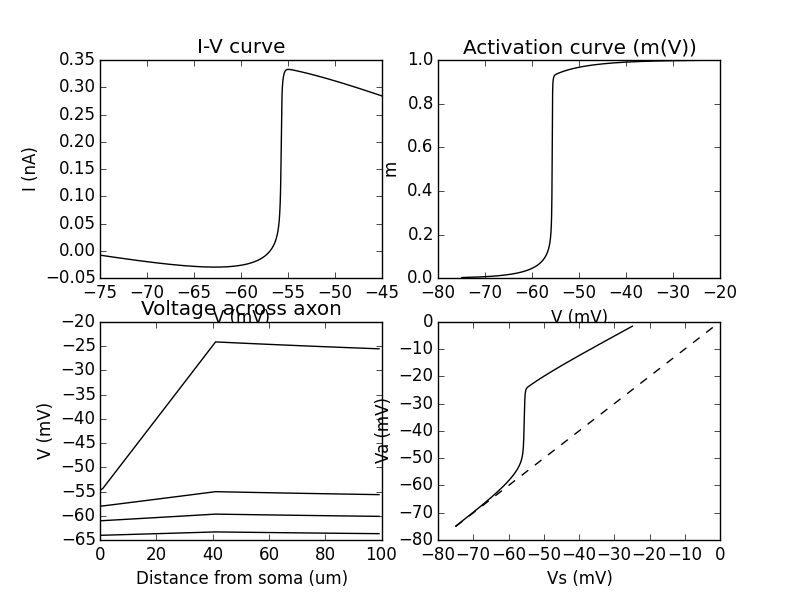 I-V curve
0.35
0.30
0.25
0.20
0.15
0.10
0.05
0.00
−0.05
I (nA)
−75 −70 −65 −60 −55 −50 −45
V (mV)
Activation curve (m(V))
1.0
0.8
0.6
0.4
0.2
0.0
m
−80 −70 −60 −50 −40 −30 −20
V (mV)
Voltage across axon
−20
−25
−30
−35
−40
−45
−50
−55
−60
−65
V (mV)
0 20 40 60 80 100
Distance from soma (um)
0
−10
−20
−30
−40
−50
−60
−70
−80
Va (mV)
−80 −70 −60 −50 −40 −30 −20 −10 0
Vs (mV)